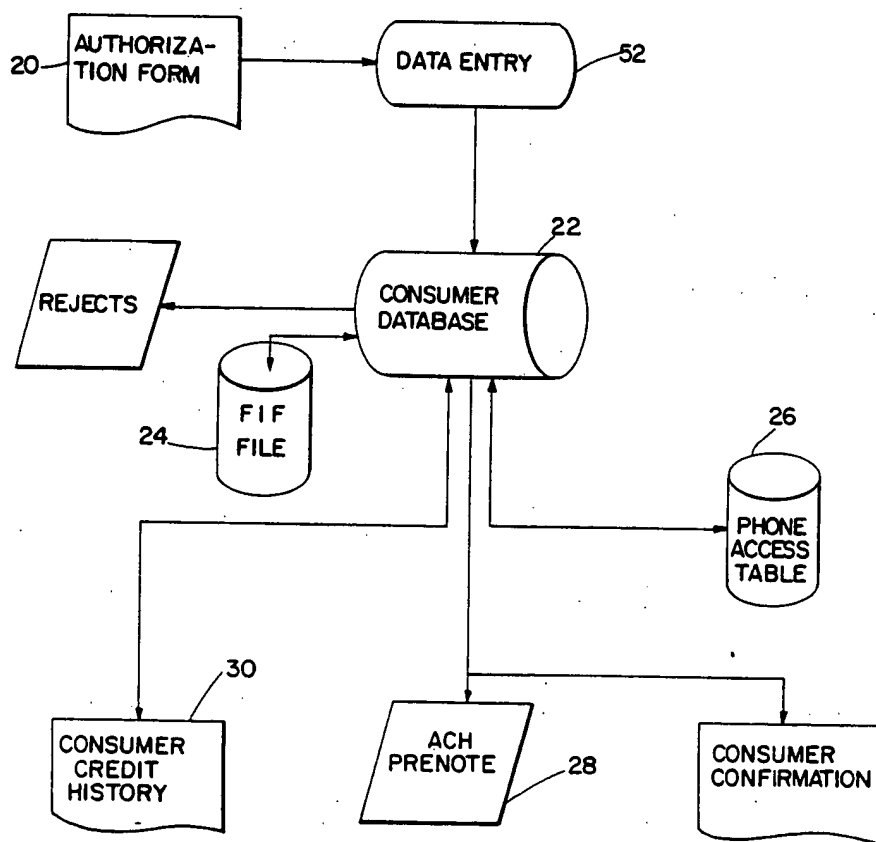 AUTHORIZA-
TION FORM
20
DATA ENTRY
52
22
CONSUMER
DATABASE
REJECTS
FIF
FILE
24
26
PHONE
ACCESS
TABLE
30
CONSUMER
CREDIT
HISTORY
ACH
PRENOTE
28
CONSUMER
CONFIRMATION